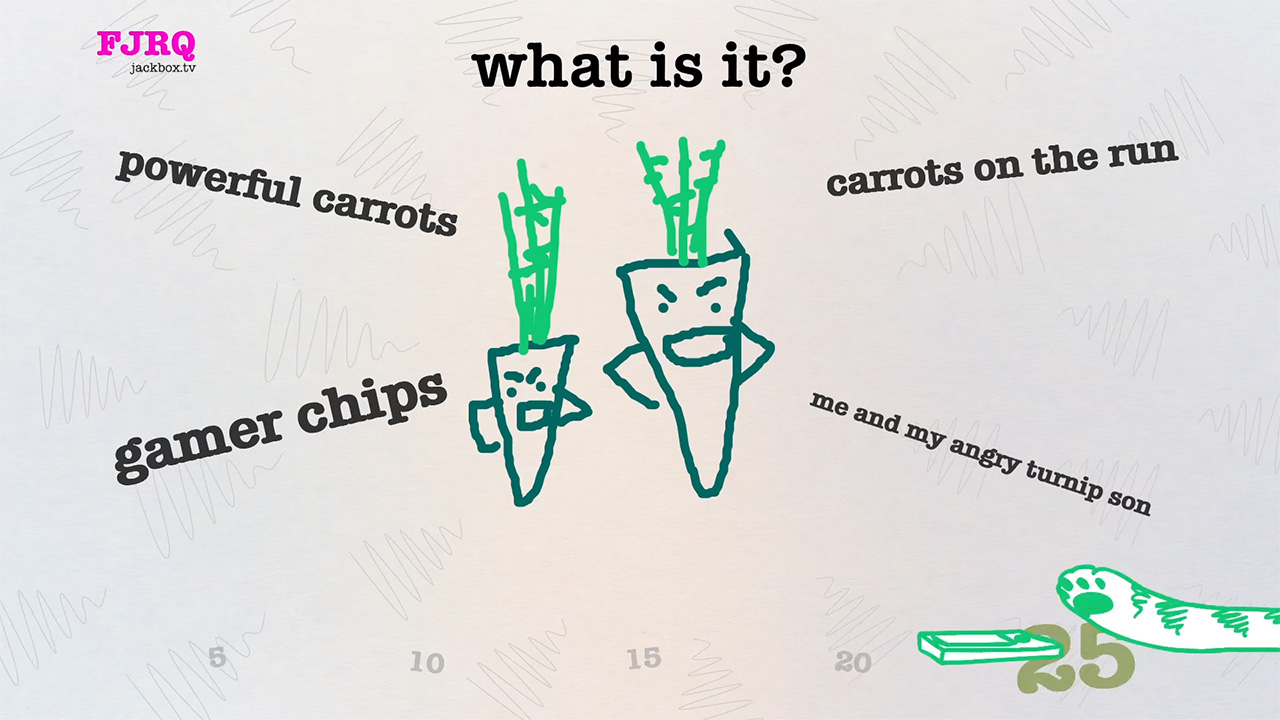 FJRQ
jackbox.tv
what is it?
powerful carrots
carrots on the run
gamer chips
me and my angry turnip son
5
10
15
20
25